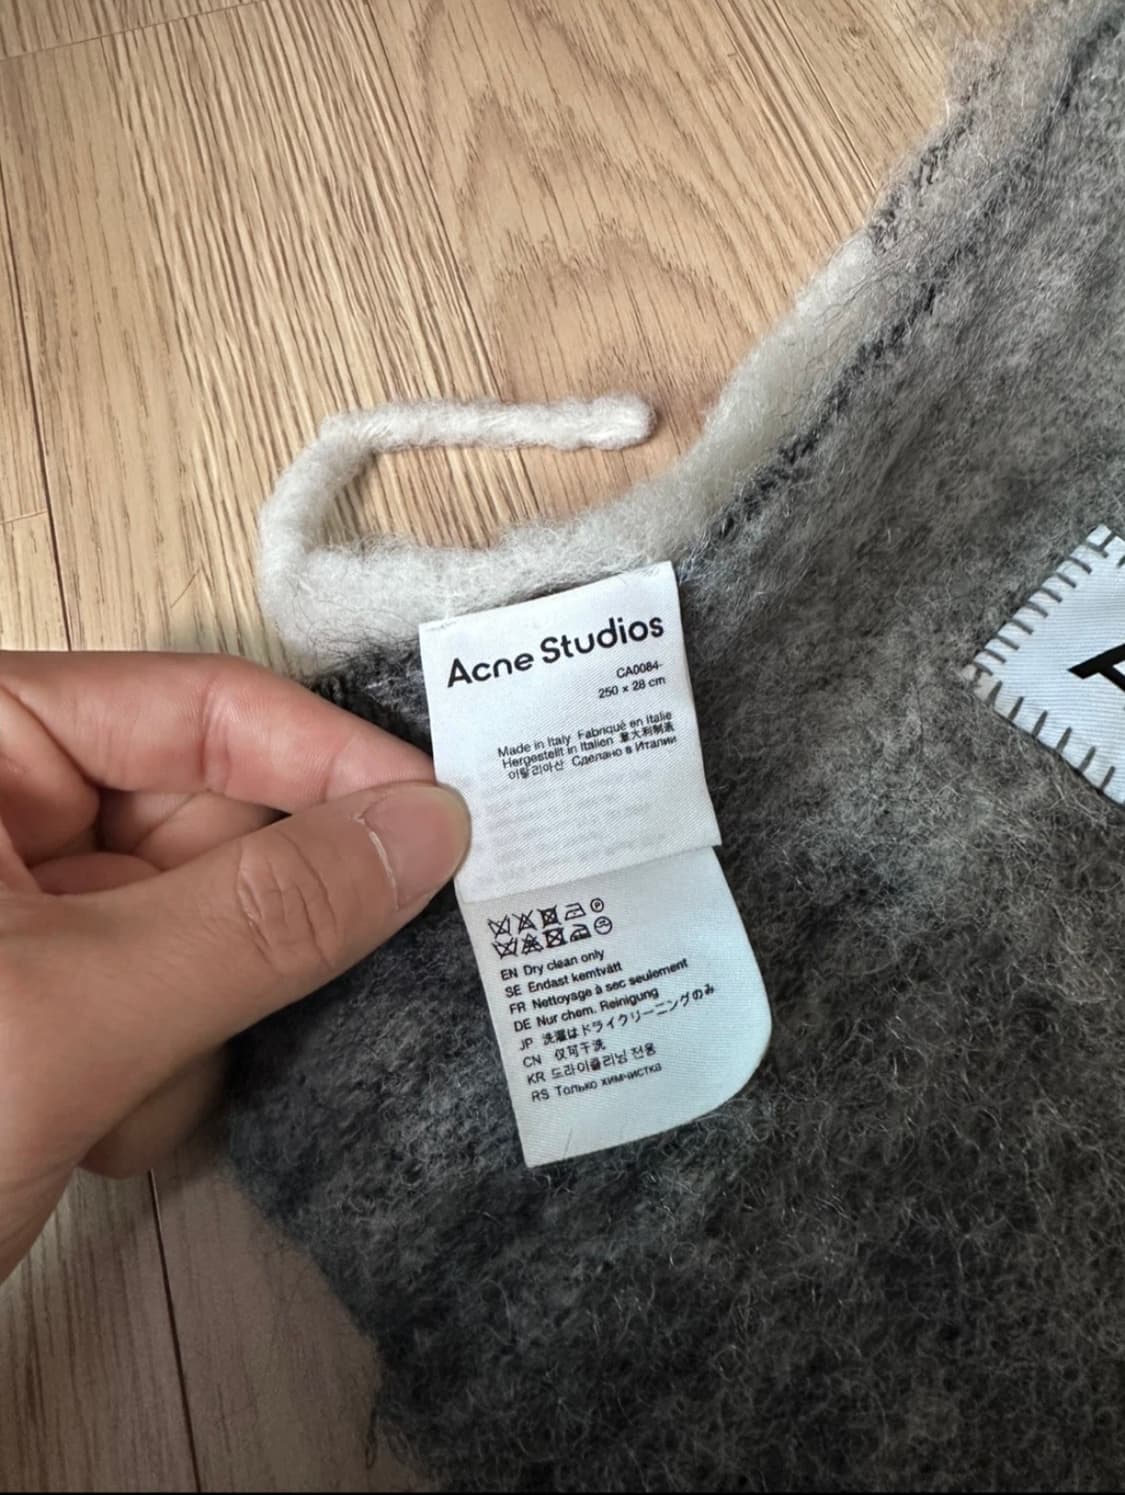 Acne Studios
CA0084-
250 x 28 cm
Made in Italy Fabriqué en Italie
Hergestellt in Italien 意大利制造
이탈리아산 Сделано в Италии
EN Dry clean only
SE Endast kemtvätt
FR Nettoyage à sec seulement
DE Nur chem. Reinigung
JP 洗濯はドライクリーニングのみ
CN 仅可干洗
KR 드라이클리닝 전용
RS Только химчистка
A